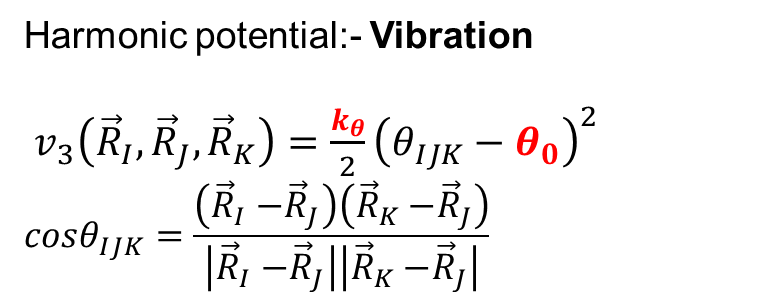 Harmonic potential:- Vibration
v₃(R⃗_I, R⃗_J, R⃗_K) = k_θ/2 (θ_IJK − θ₀)²
cosθ_IJK = (R⃗_I −R⃗_J)(R⃗_K −R⃗_J) / |R⃗_I −R⃗_J||R⃗_K −R⃗_J|